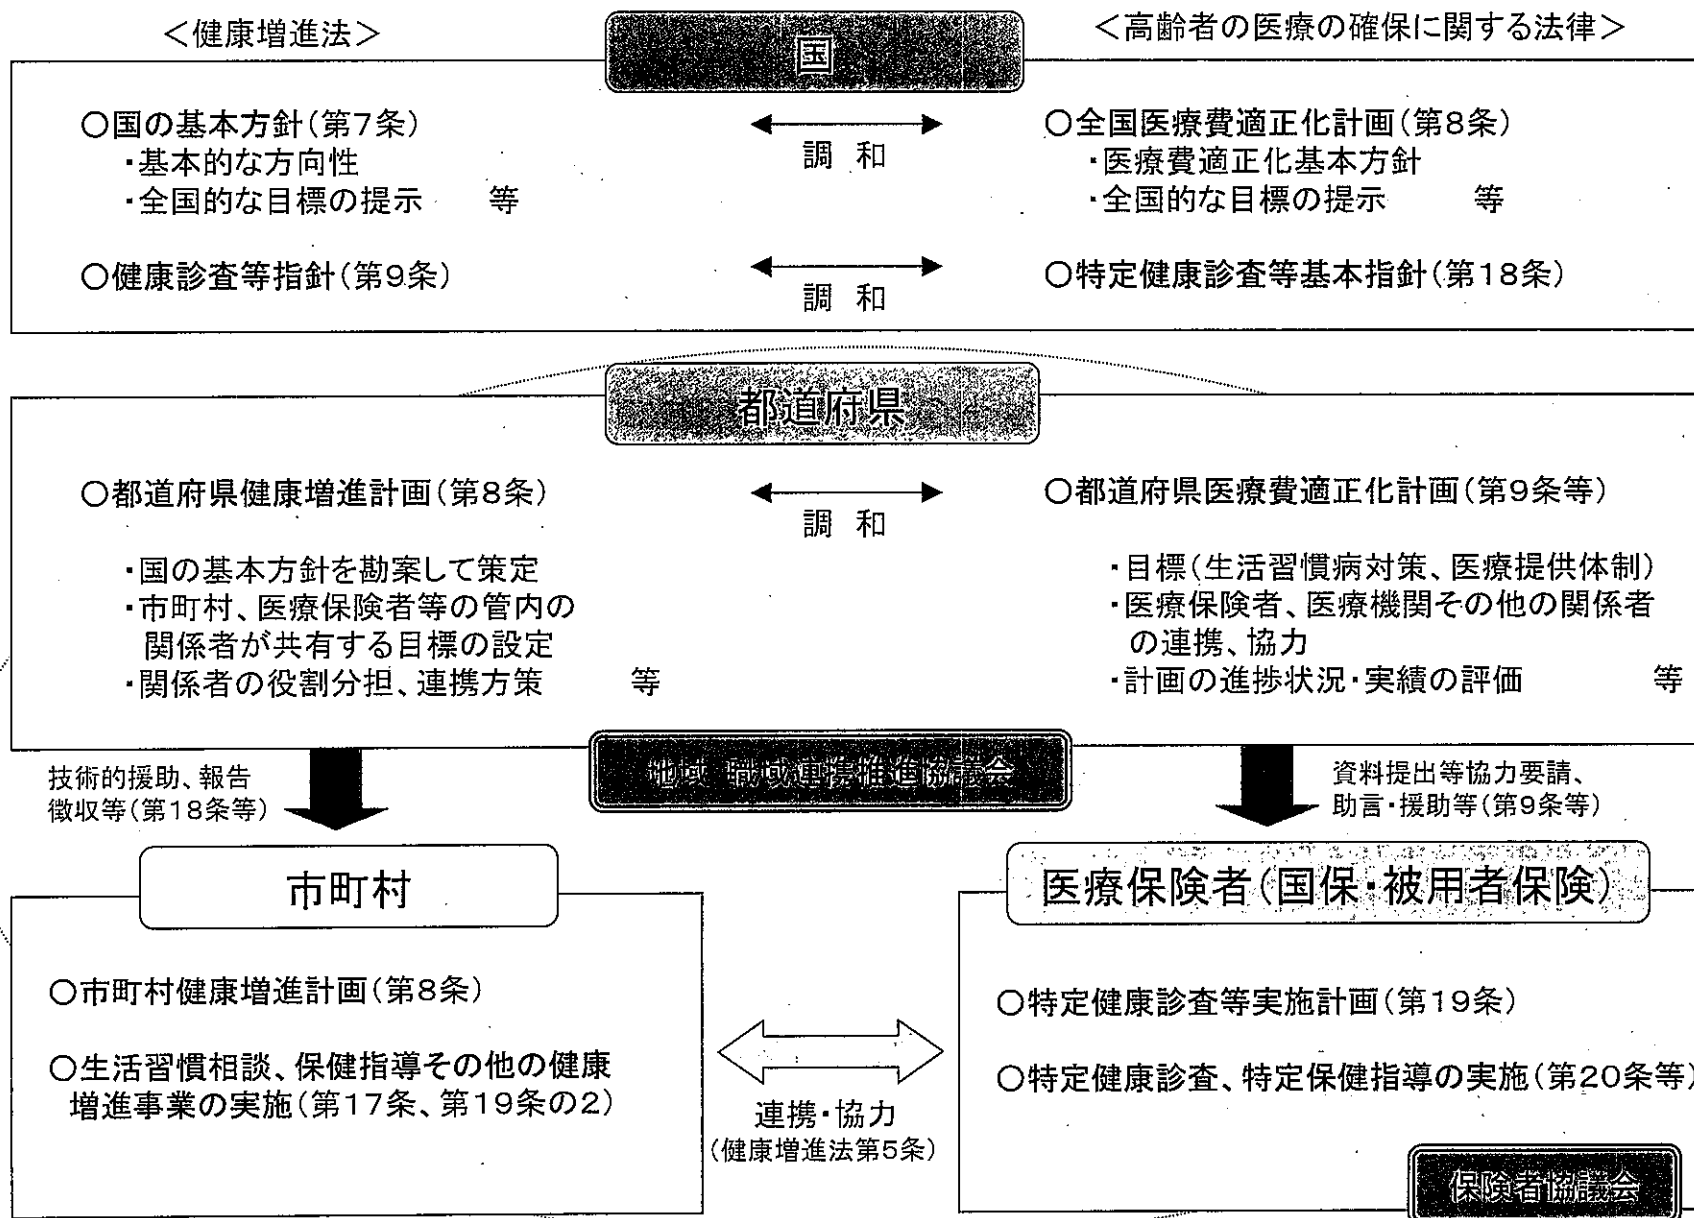 <健康増進法>
国
<高齢者の医療の確保に関する法律>
○国の基本方針(第7条)
・基本的な方向性
・全国的な目標の提示 等
調 和
○全国医療費適正化計画(第8条)
・医療費適正化基本方針
・全国的な目標の提示 等
○健康診査等指針(第9条)
調 和
○特定健康診査等基本指針(第18条)
都道府県
○都道府県健康増進計画(第8条)
調 和
○都道府県医療費適正化計画(第9条等)
・国の基本方針を勘案して策定
・市町村、医療保険者等の管内の
関係者が共有する目標の設定
・関係者の役割分担、連携方策 等
・目標(生活習慣病対策、医療提供体制)
・医療保険者、医療機関その他の関係者
の連携、協力
・計画の進捗状況・実績の評価 等
地域・職域連携推進協議会
技術的援助、報告
徴収等(第18条等)
資料提出等協力要請、
助言・援助等(第9条等)
市町村
○市町村健康増進計画(第8条)
○生活習慣相談、保健指導その他の健康
増進事業の実施(第17条、第19条の2)
連携・協力
(健康増進法第5条)
医療保険者(国保・被用者保険)
○特定健康診査等実施計画(第19条)
○特定健康診査、特定保健指導の実施(第20条等)
保険者協議会